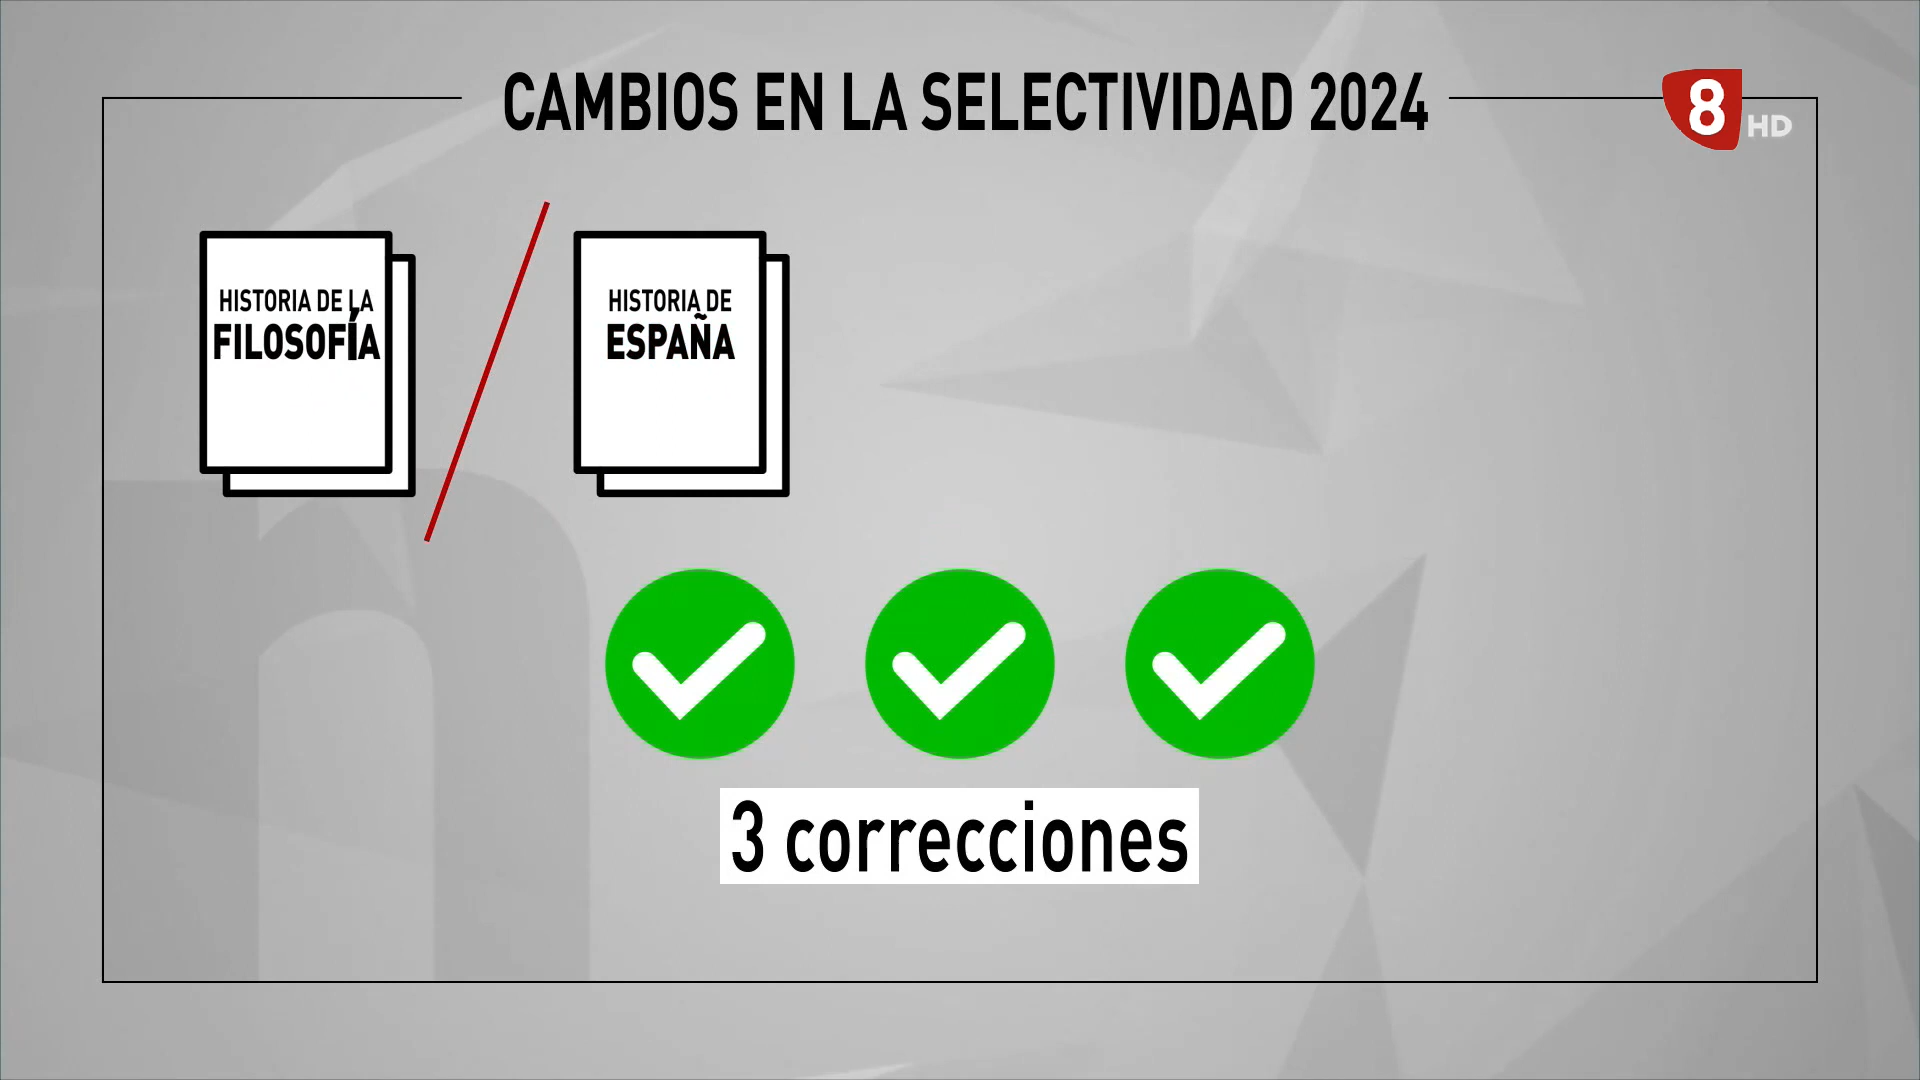 CAMBIOS EN LA SELECTIVIDAD 2024
8 HD
HISTORIA DE LA
FILOSOFÍA
HISTORIA DE
ESPAÑA
3 correcciones